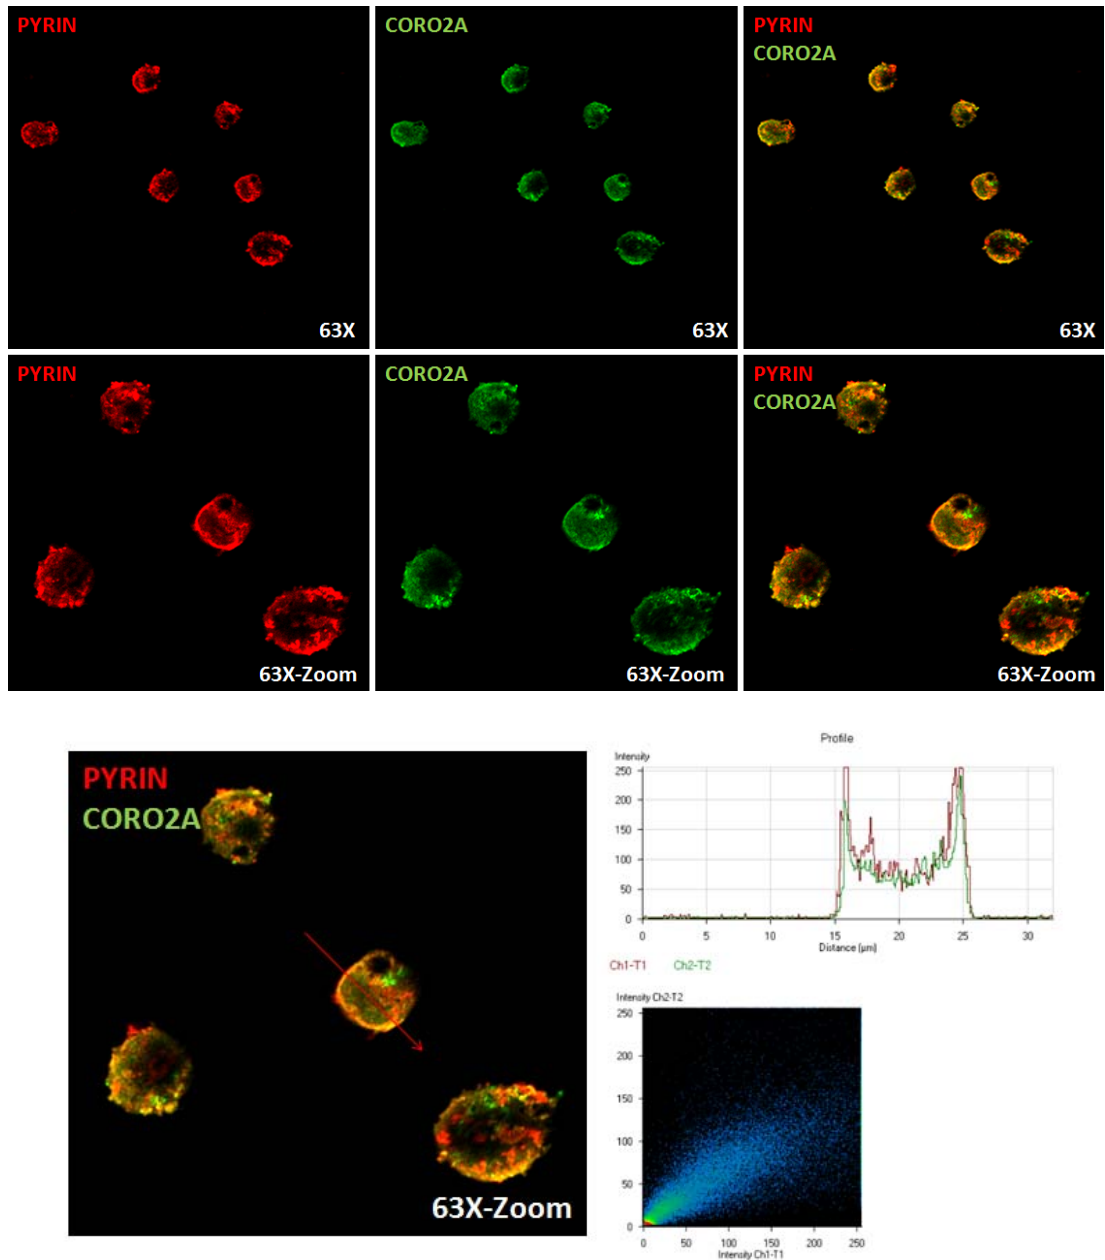 PYRIN
CORO2A
PYRIN
CORO2A
63X
63X
63X
PYRIN
CORO2A
PYRIN
CORO2A
63X-Zoom
63X-Zoom
63X-Zoom
PYRIN
CORO2A
63X-Zoom
Profile
Intensity
250
200
150
100
50
0
0 5 10 15 20 25 30
Distance (µm)
Ch1-T1 Ch2-T2
Intensity Ch2-T2
250
200
150
100
50
0
0 50 100 150 200 250
Intensity Ch1-T1